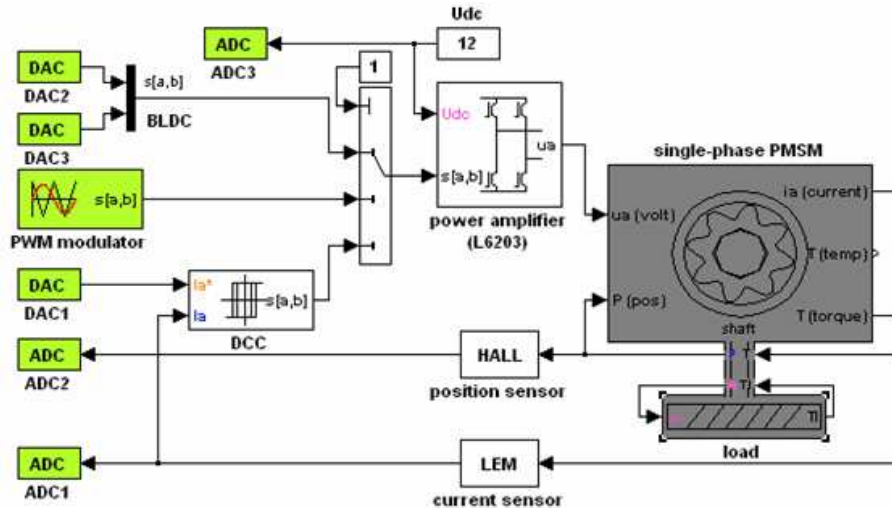 Udc
12
ADC
ADC3
DAC
DAC2
s[a,b]
BLDC
DAC
DAC3
1
Udc
ua
s[a,b]
power amplifier
(L6203)
single-phase PMSM
ia (current)
ua (volt)
T (temp)
P (pos)
T (torque)
shaft
s[a,b]
PWM modulator
DAC
DAC1
Ia*
Ia
s[a,b]
DCC
ADC
ADC2
HALL
position sensor
T
Tl
load
ADC
ADC1
LEM
current sensor